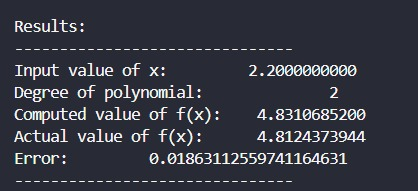 Results:
-------------------------------
Input value of x: 2.2000000000
Degree of polynomial: 2
Computed value of f(x): 4.8310685200
Actual value of f(x): 4.8124373944
Error: 0.01863112559741164631
-------------------------------